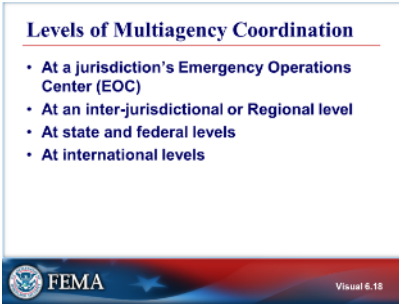 Levels of Multiagency Coordination
• At a jurisdiction's Emergency Operations
Center (EOC)
• At an inter-jurisdictional or Regional level
• At state and federal levels
• At international levels
FEMA
Visual 6.18